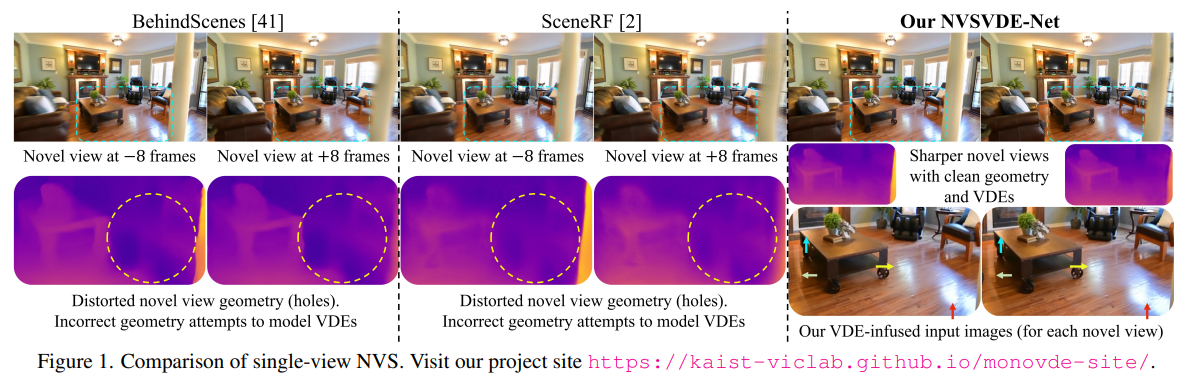 BehindScenes [41]
Novel view at −8 frames
Novel view at +8 frames
Distorted novel view geometry (holes).
Incorrect geometry attempts to model VDEs
SceneRF [2]
Novel view at −8 frames
Novel view at +8 frames
Distorted novel view geometry (holes).
Incorrect geometry attempts to model VDEs
Our NVSVDE-Net
Sharper novel views
with clean geometry
and VDEs
Our VDE-infused input images (for each novel view)
Figure 1. Comparison of single-view NVS. Visit our project site https://kaist-viclab.github.io/monovde-site/.